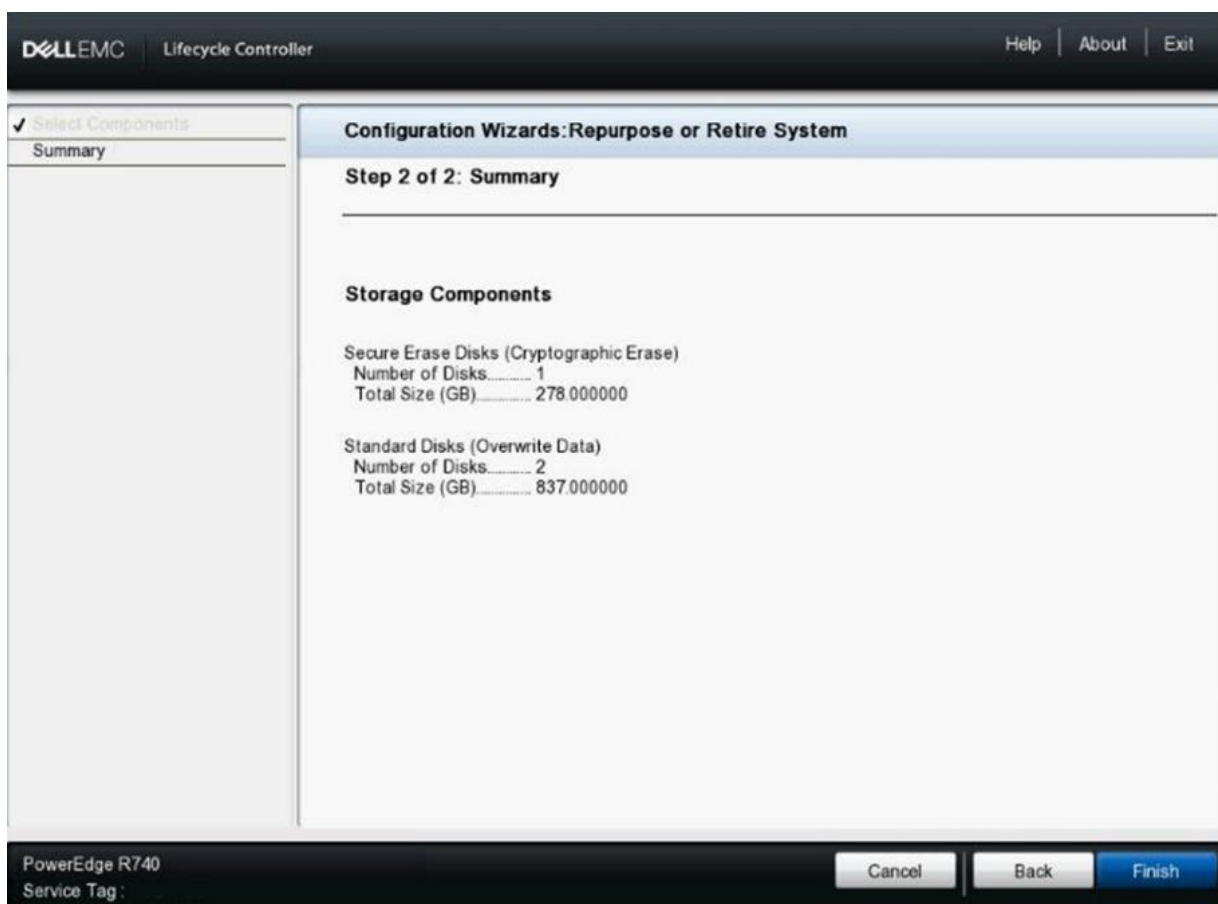 DELLEMC Lifecycle Controller
Help | About | Exit
✓ Select Components
Summary
Configuration Wizards:Repurpose or Retire System
Step 2 of 2: Summary
Storage Components
Secure Erase Disks (Cryptographic Erase)
Number of Disks........... 1
Total Size (GB).............. 278.000000
Standard Disks (Overwrite Data)
Number of Disks........... 2
Total Size (GB).............. 837.000000
PowerEdge R740
Service Tag :
Cancel
Back
Finish